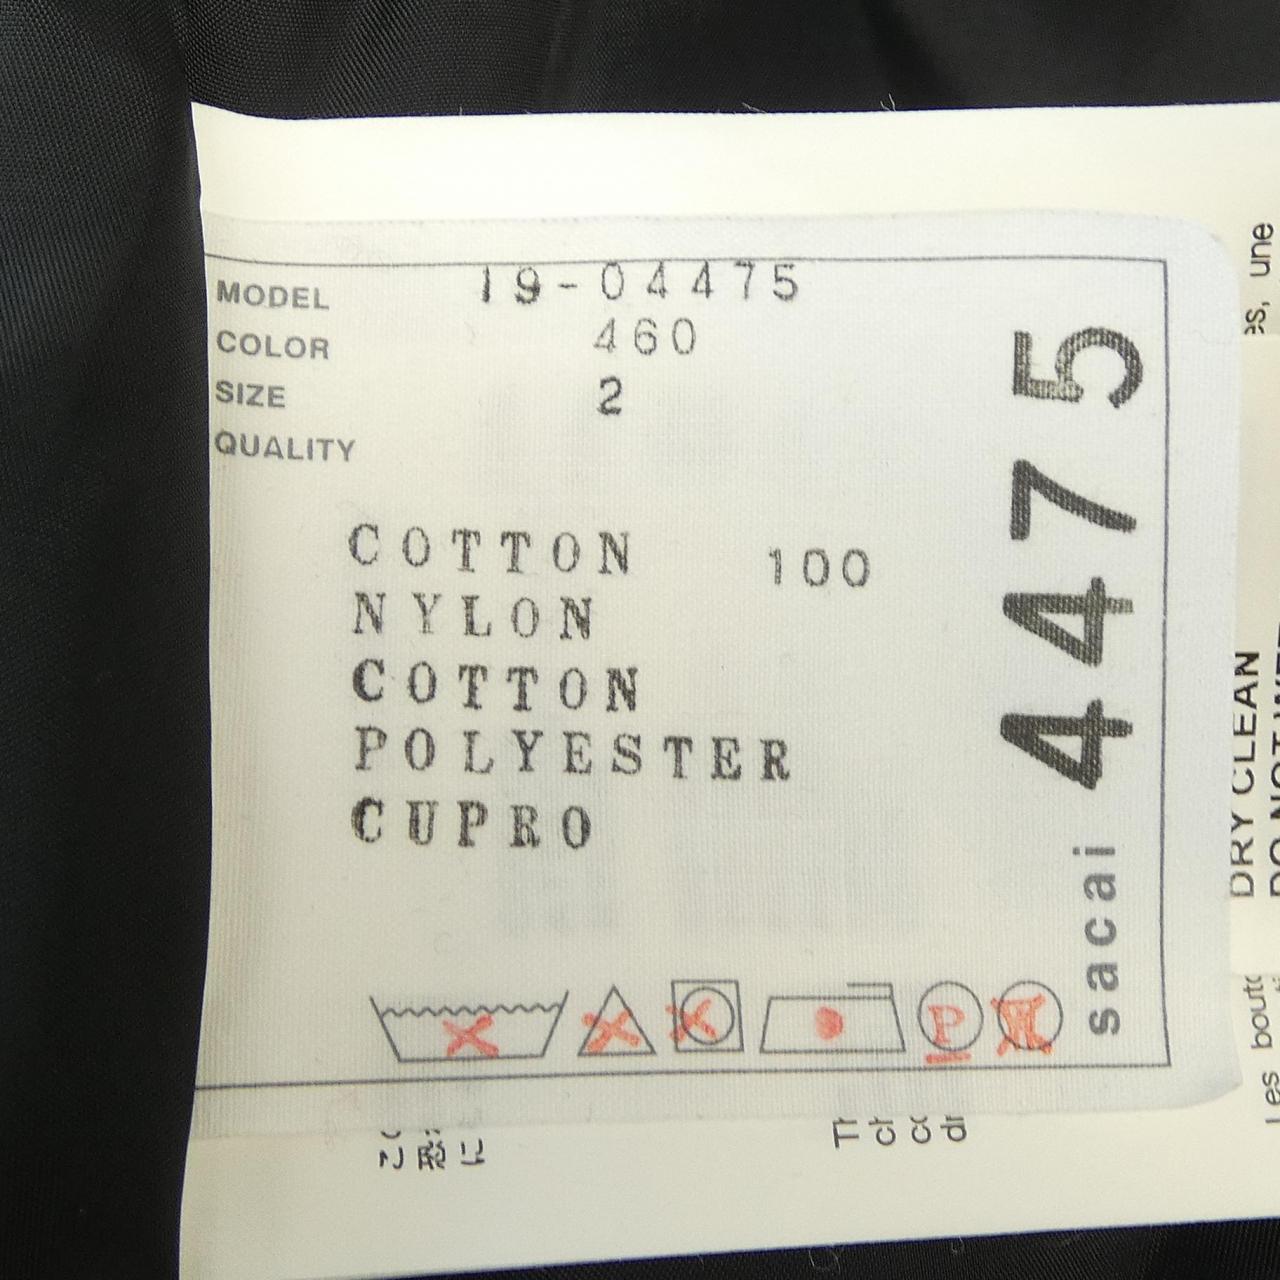 MODEL 19-04475
COLOR 460
SIZE 2
QUALITY
COTTON 100
NYLON
COTTON
POLYESTER
CUPRO
P
sacai 4475
es, une
DRY CLEAN
Les